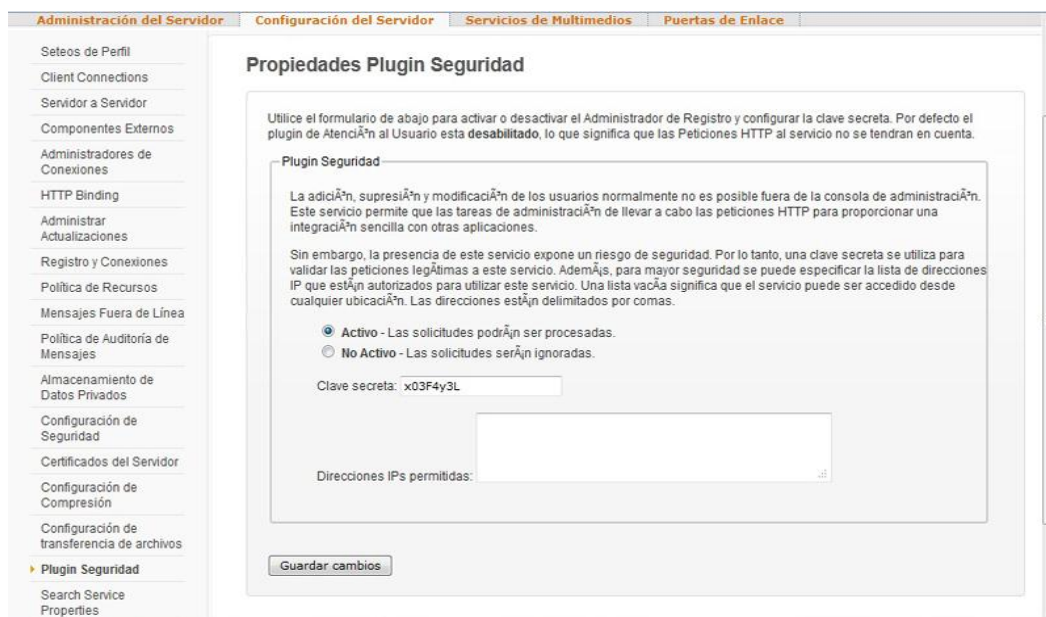 Administración del Servidor Configuración del Servidor Servicios de Multimedios Puertas de Enlace
Seteos de Perfil
Client Connections
Servidor a Servidor
Componentes Externos
Administradores de
Conexiones
HTTP Binding
Administrar
Actualizaciones
Registro y Conexiones
Política de Recursos
Mensajes Fuera de Línea
Política de Auditoría de
Mensajes
Almacenamiento de
Datos Privados
Configuración de
Seguridad
Certificados del Servidor
Configuración de
Compresión
Configuración de
transferencia de archivos
Plugin Seguridad
Search Service
Properties
Propiedades Plugin Seguridad
Utilice el formulario de abajo para activar o desactivar el Administrador de Registro y configurar la clave secreta. Por defecto el
plugin de AtenciÃ³n al Usuario esta desabilitado, lo que significa que las Peticiones HTTP al servicio no se tendran en cuenta.
Plugin Seguridad
La adiciÃ³n, supresiÃ³n y modificaciÃ³n de los usuarios normalmente no es posible fuera de la consola de administraciÃ³n.
Este servicio permite que las tareas de administraciÃ³n de llevar a cabo las peticiones HTTP para proporcionar una
integraciÃ³n sencilla con otras aplicaciones.
Sin embargo, la presencia de este servicio expone un riesgo de seguridad. Por lo tanto, una clave secreta se utiliza para
validar las peticiones legÃtimas a este servicio. AdemÃ¡s, para mayor seguridad se puede especificar la lista de direcciones
IP que estÃ¡n autorizados para utilizar este servicio. Una lista vacÃa significa que el servicio puede ser accedido desde
cualquier ubicaciÃ³n. Las direcciones estÃ¡n delimitados por comas.
Activo - Las solicitudes podrÃ¡n ser procesadas.
No Activo - Las solicitudes serÃ¡n ignoradas.
Clave secreta: x03F4y3L
Direcciones IPs permitidas:
Guardar cambios